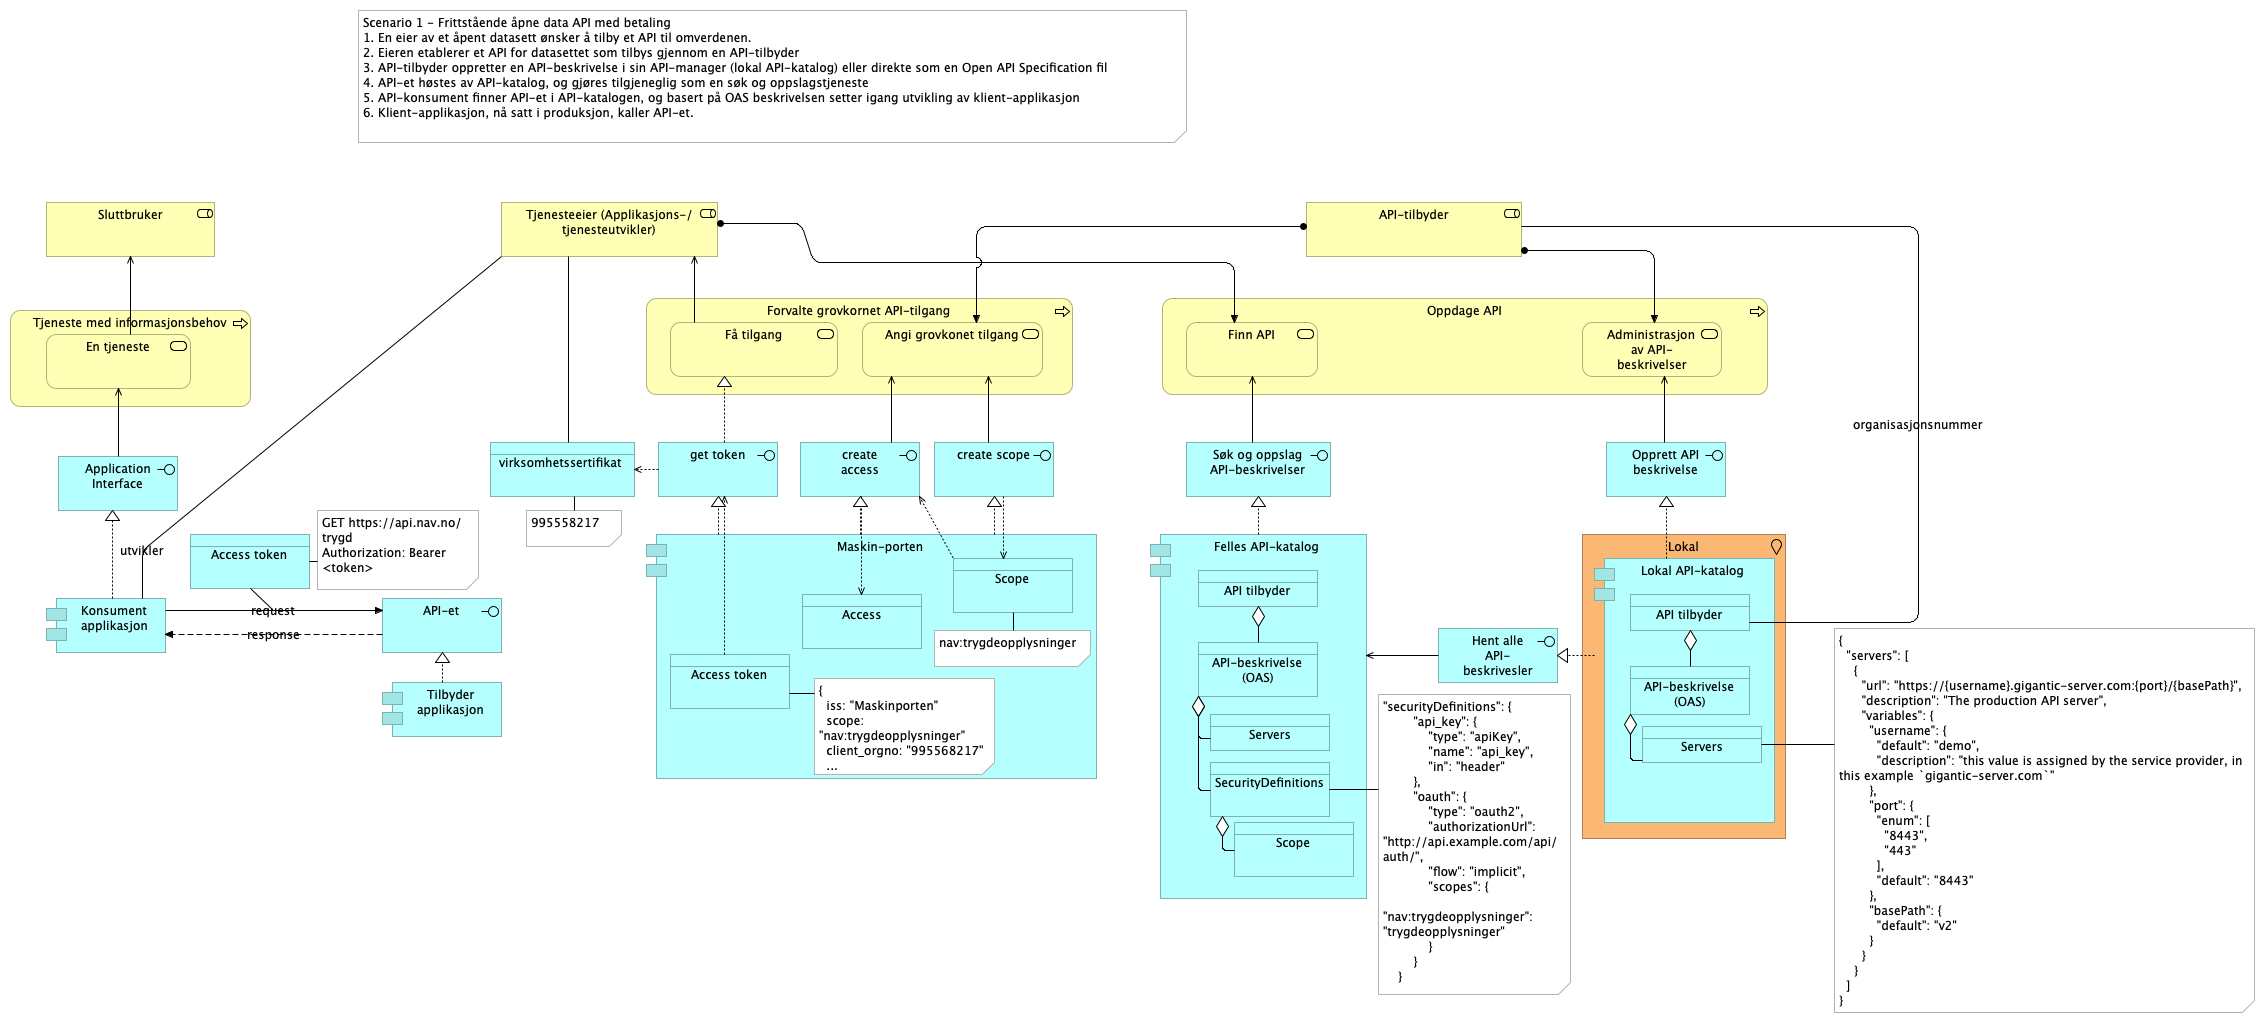 Scenario 1 - Frittstående åpne data API med betaling
1. En eier av et åpent datasett ønsker å tilby et API til omverdenen.
2. Eieren etablerer et API for datasettet som tilbys gjennom en API-tilbyder
3. API-tilbyder oppretter en API-beskrivelse i sin API-manager (lokal API-katalog) eller direkte som en Open API Specification fil
4. API-et høstes av API-katalog, og gjøres tilgjeneglig som en søk og oppslagstjeneste
5. API-konsument finner API-et i API-katalogen, og basert på OAS beskrivelsen setter igang utvikling av klient-applikasjon
6. Klient-applikasjon, nå satt i produksjon, kaller API-et.
Sluttbruker
Tjenesteeier (Applikasjons-/
tjenesteutvikler)
API-tilbyder
Tjeneste med informasjonsbehov
En tjeneste
Forvalte grovkornet API-tilgang
Få tilgang
Angi grovkonet tilgang
Oppdage API
Finn API
Administrasjon
av API-
beskrivelser
organisasjonsnummer
Application
Interface
virksomhetssertifikat
995558217
get token
create
access
create scope
Søk og oppslag
API-beskrivelser
Opprett API
beskrivelse
utvikler
Access token
GET https://api.nav.no/
trygd
Authorization: Bearer
<token>
Konsument
applikasjon
request
response
API-et
Tilbyder
applikasjon
Maskin-porten
Scope
nav:trygdeopplysninger
Access
Access token
{
iss: "Maskinporten"
scope:
"nav:trygdeopplysninger"
client_orgno: "995568217"
...
Felles API-katalog
API tilbyder
API-beskrivelse
(OAS)
Servers
SecurityDefinitions
Scope
Hent alle
API-
beskrivesler
"securityDefinitions": {
"api_key": {
"type": "apiKey",
"name": "api_key",
"in": "header"
},
"oauth": {
"type": "oauth2",
"authorizationUrl":
"http://api.example.com/api/
auth/",
"flow": "implicit",
"scopes": {
"nav:trygdeopplysninger":
"trygdeopplysninger"
}
}
}
Lokal
Lokal API-katalog
API tilbyder
API-beskrivelse
(OAS)
Servers
{
"servers": [
{
"url": "https://{username}.gigantic-server.com:{port}/{basePath}",
"description": "The production API server",
"variables": {
"username": {
"default": "demo",
"description": "this value is assigned by the service provider, in
this example `gigantic-server.com`"
},
"port": {
"enum": [
"8443",
"443"
],
"default": "8443"
},
"basePath": {
"default": "v2"
}
}
}
]
}